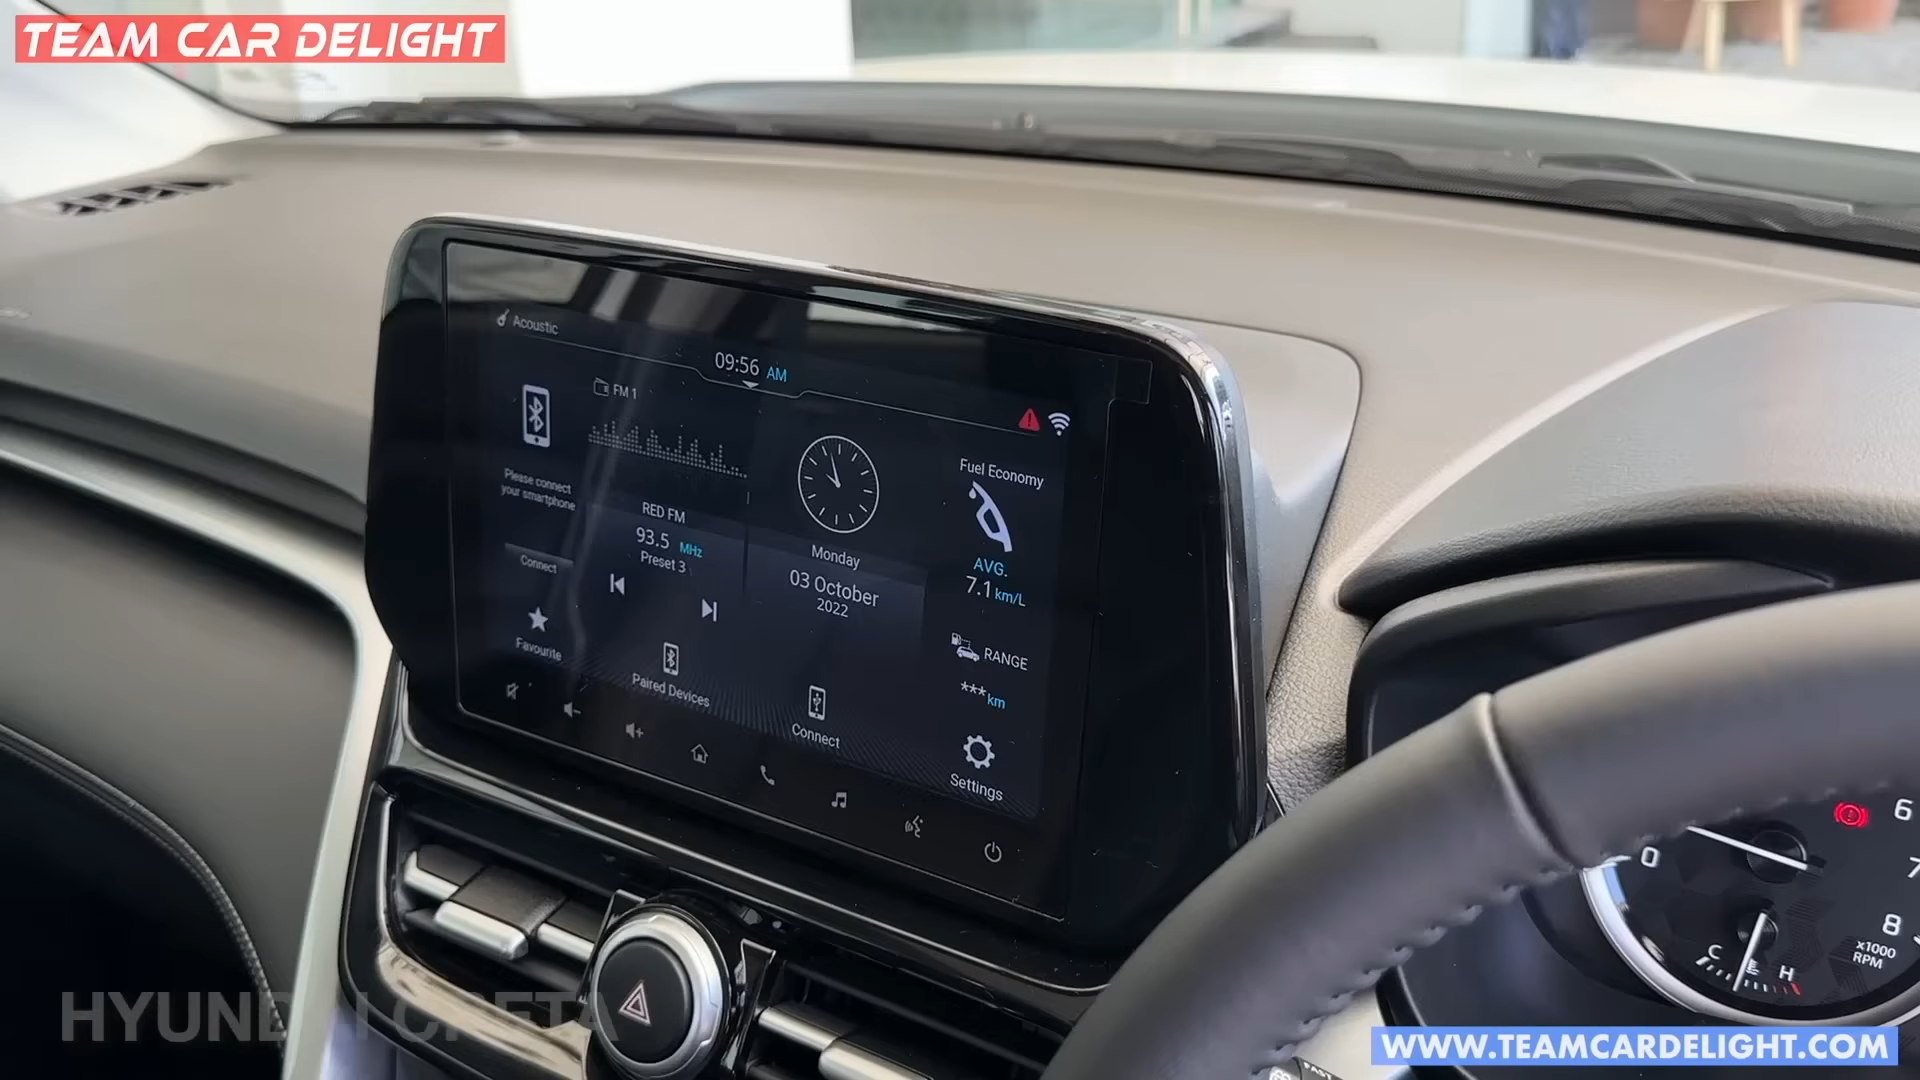 TEAM CAR DELIGHT
Acoustic
09:56 AM
FM 1
Please connect
your smartphone
Connect
RED FM
93.5 MHz
Preset 3
Monday
03 October
2022
Fuel Economy
AVG.
7.1 km/L
RANGE
*** km
Favourite
Paired Devices
Connect
Settings
0
6
7
8
x1000
RPM
C
H
HYUNDAI CRETA
WWW.TEAMCARDELIGHT.COM